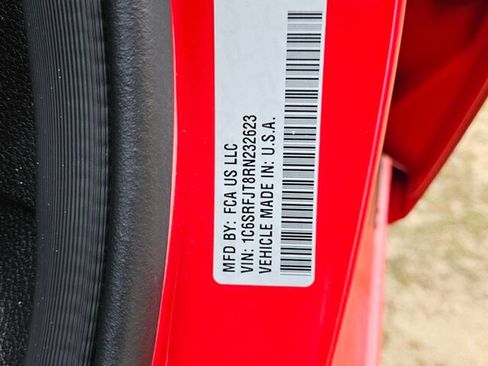 MFD BY: FCA US LLC
VIN: 1C6SRFJT8RN232623
VEHICLE MADE IN: U.S.A.